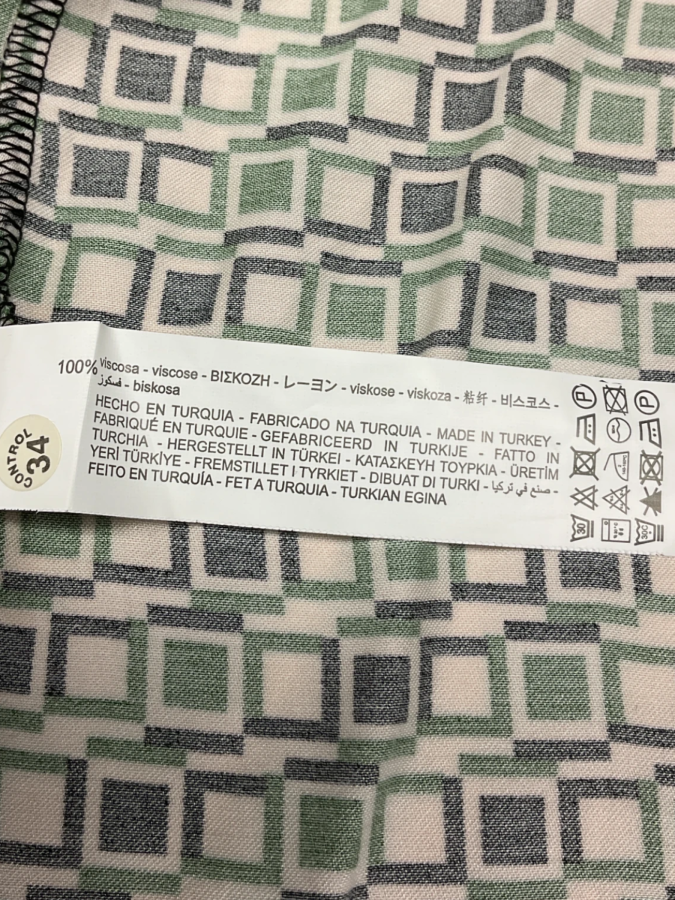 100% viscosa - viscose - ΒΙΣΚΟΖΗ - レーヨン - viskose - viskoza - 粘纤 - 비스코스 -
فسكوز - biskosa
HECHO EN TURQUIA - FABRICADO NA TURQUIA - MADE IN TURKEY -
FABRIQUÉ EN TURQUIE - GEFABRICEERD IN TURKIJE - FATTO IN
TURCHIA - HERGESTELLT IN TÜRKEI - ΚΑΤΑΣΚΕΥΗ ΤΟΥΡΚΙΑ - ÜRETİM
YERİ TÜRKİYE - FREMSTILLET I TYRKIET - DIBUAT DI TURKI - صنع في تركيا -
FEITO EN TURQUÍA - FET A TURQUIA - TURKIAN EGINA
CONTROL
34
P
P
30
30C